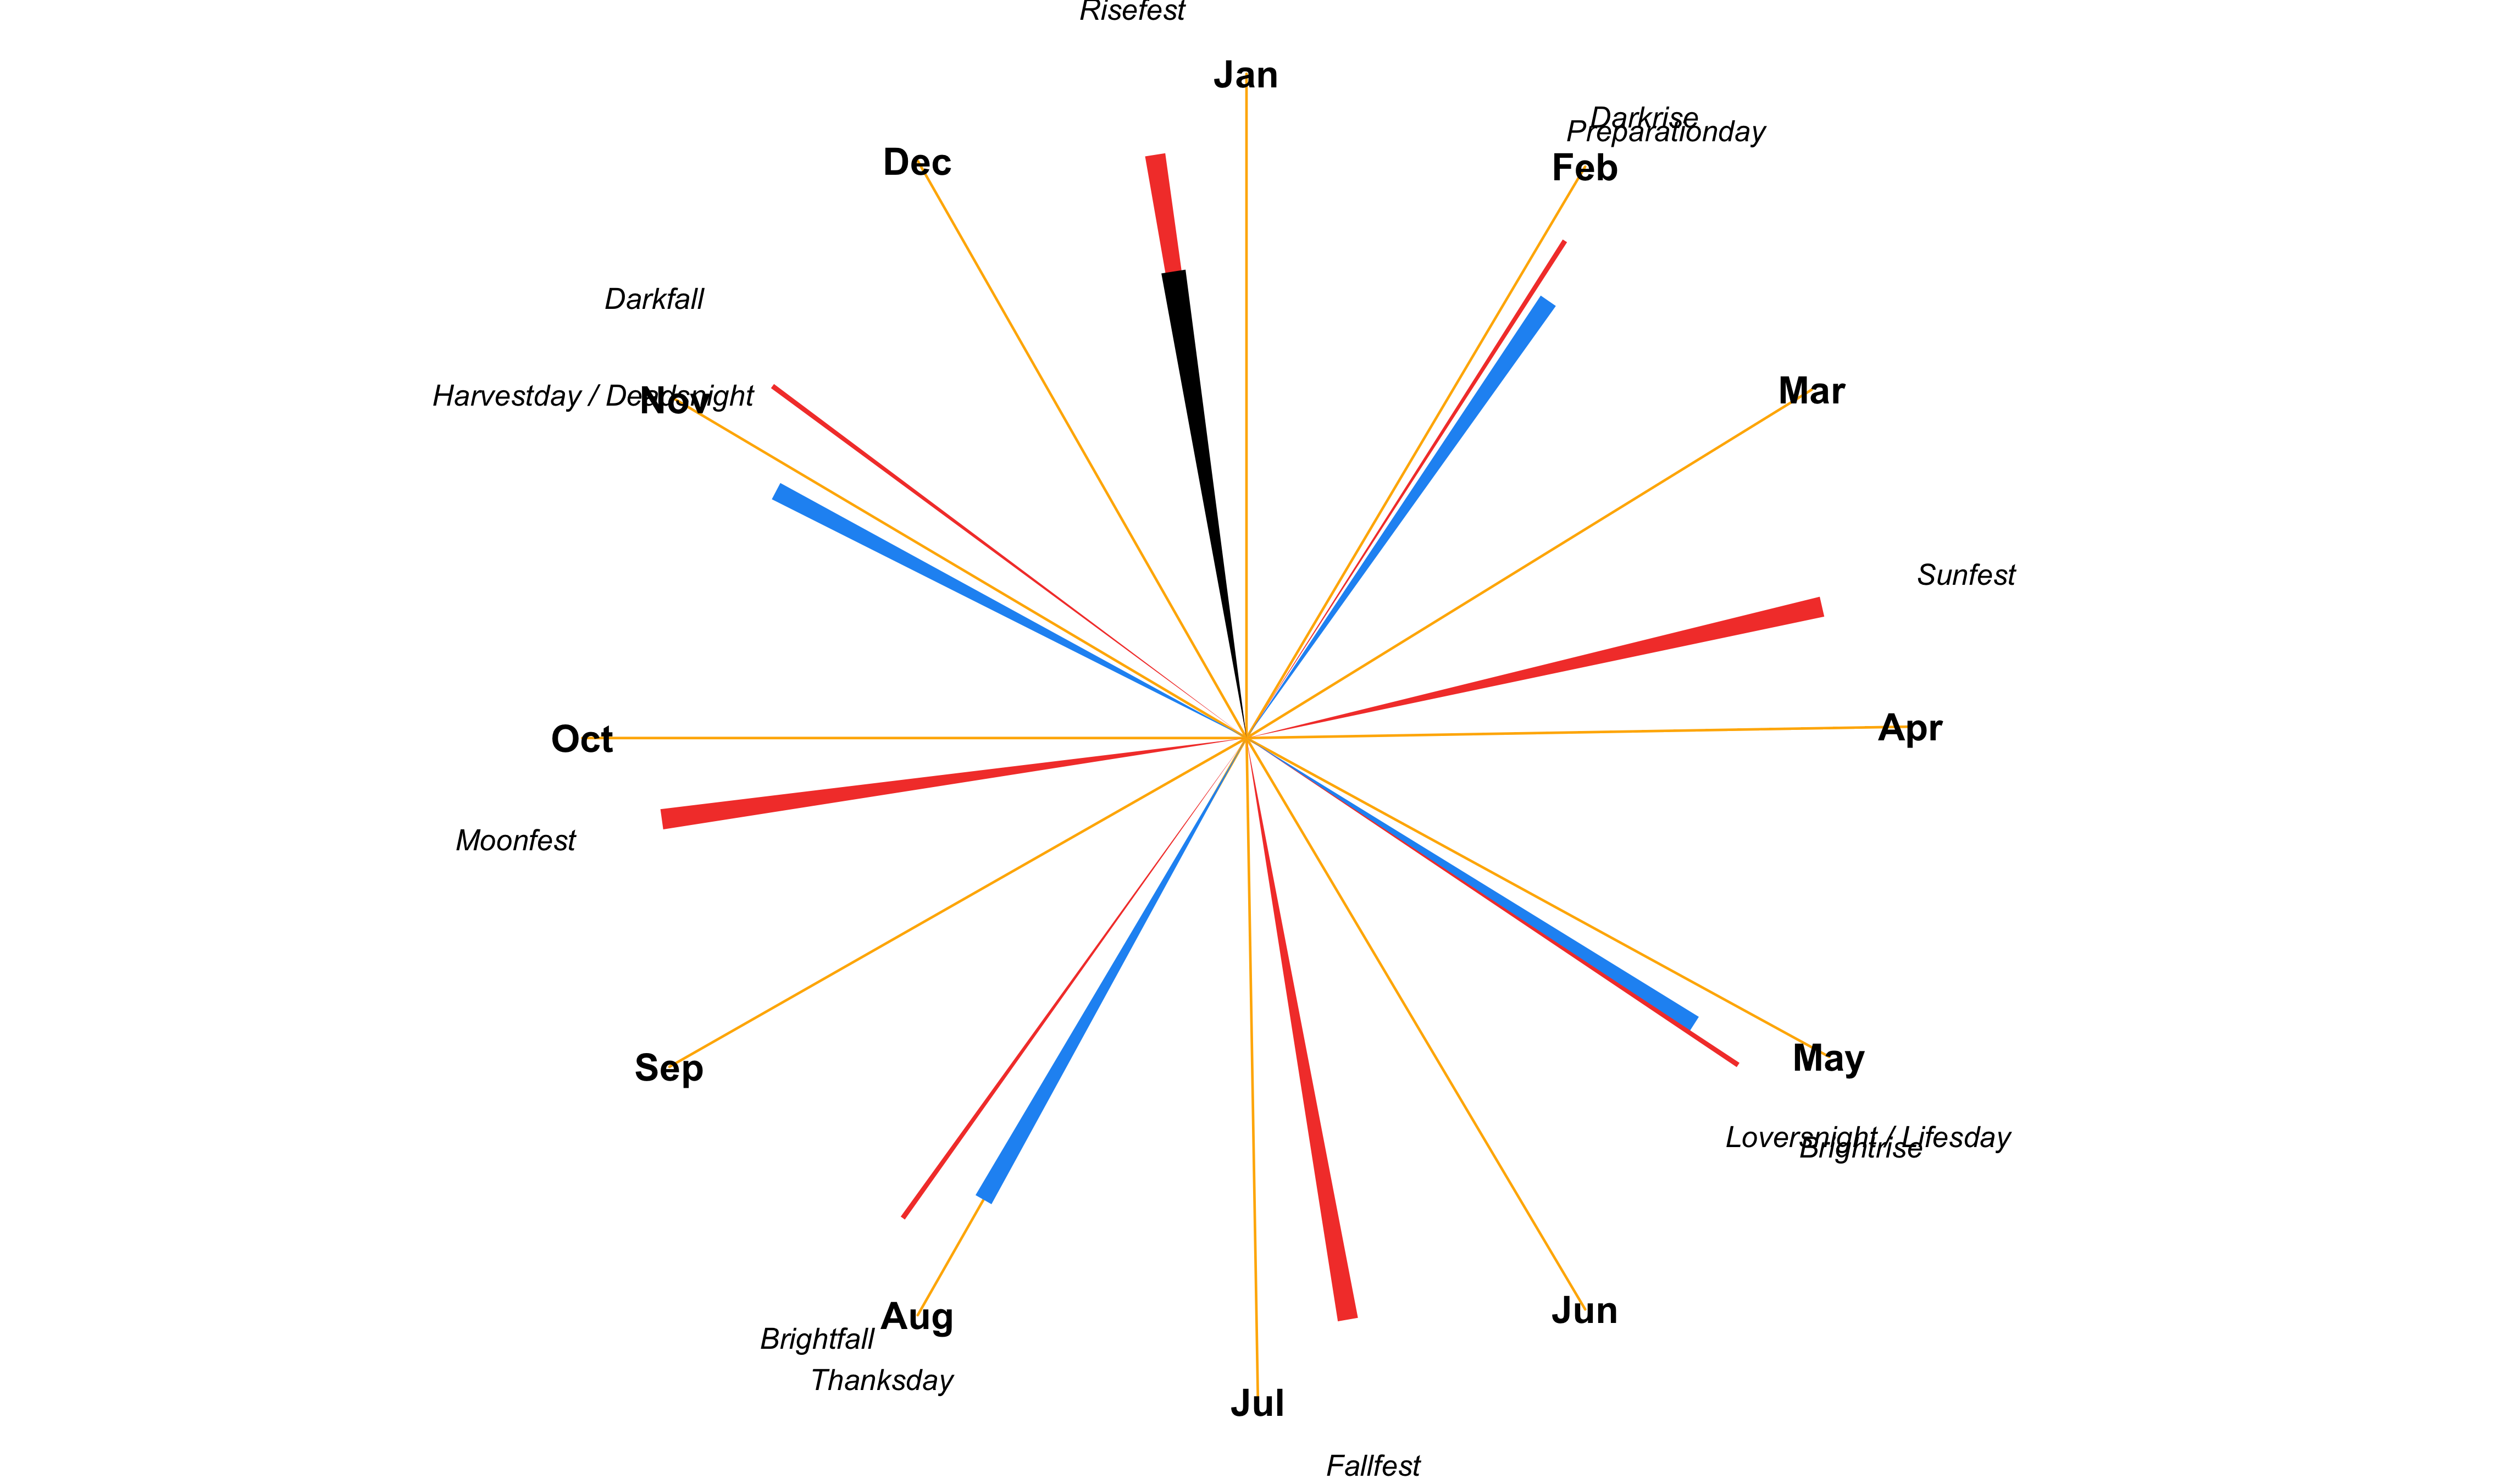 Risefest
Jan
Darkrise
Preparationday
Dec
Feb
Darkfall
Mar
Harvestday / Deadsnight
Nov
Sunfest
Apr
Oct
Moonfest
May
Sep
Loversnight / Lifesday
Brightrise
Jun
Aug
Brightfall
Thanksday
Jul
Fallfest